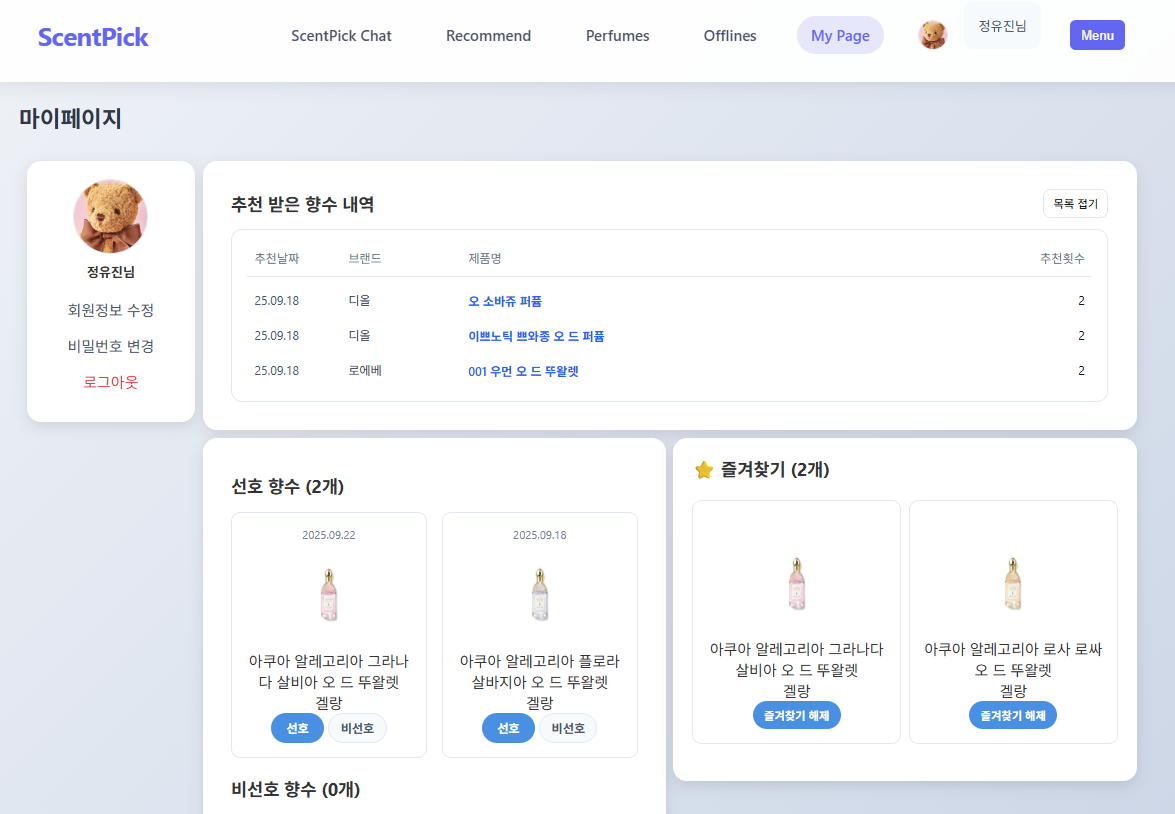 ScentPick
ScentPick Chat
Recommend
Perfumes
Offlines
My Page
정유진님
Menu
마이페이지
정유진님
회원정보 수정
비밀번호 변경
로그아웃
추천 받은 향수 내역
목록 접기
추천날짜 브랜드 제품명 추천횟수
25.09.18 디올 오 소바쥬 퍼퓸 2
25.09.18 디올 이쁘노틱 쁘와종 오 드 퍼퓸 2
25.09.18 로에베 001 우먼 오 드 뚜왈렛 2
선호 향수 (2개)
2025.09.22
아쿠아 알레고리아 그라나
다 살비아 오 드 뚜왈렛
겔랑
선호 비선호
2025.09.18
아쿠아 알레고리아 플로라
살바지아 오 드 뚜왈렛
겔랑
선호 비선호
비선호 향수 (0개)
즐겨찾기 (2개)
아쿠아 알레고리아 그라나다
살비아 오 드 뚜왈렛
겔랑
즐겨찾기 해제
아쿠아 알레고리아 로사 로싸
오 드 뚜왈렛
겔랑
즐겨찾기 해제